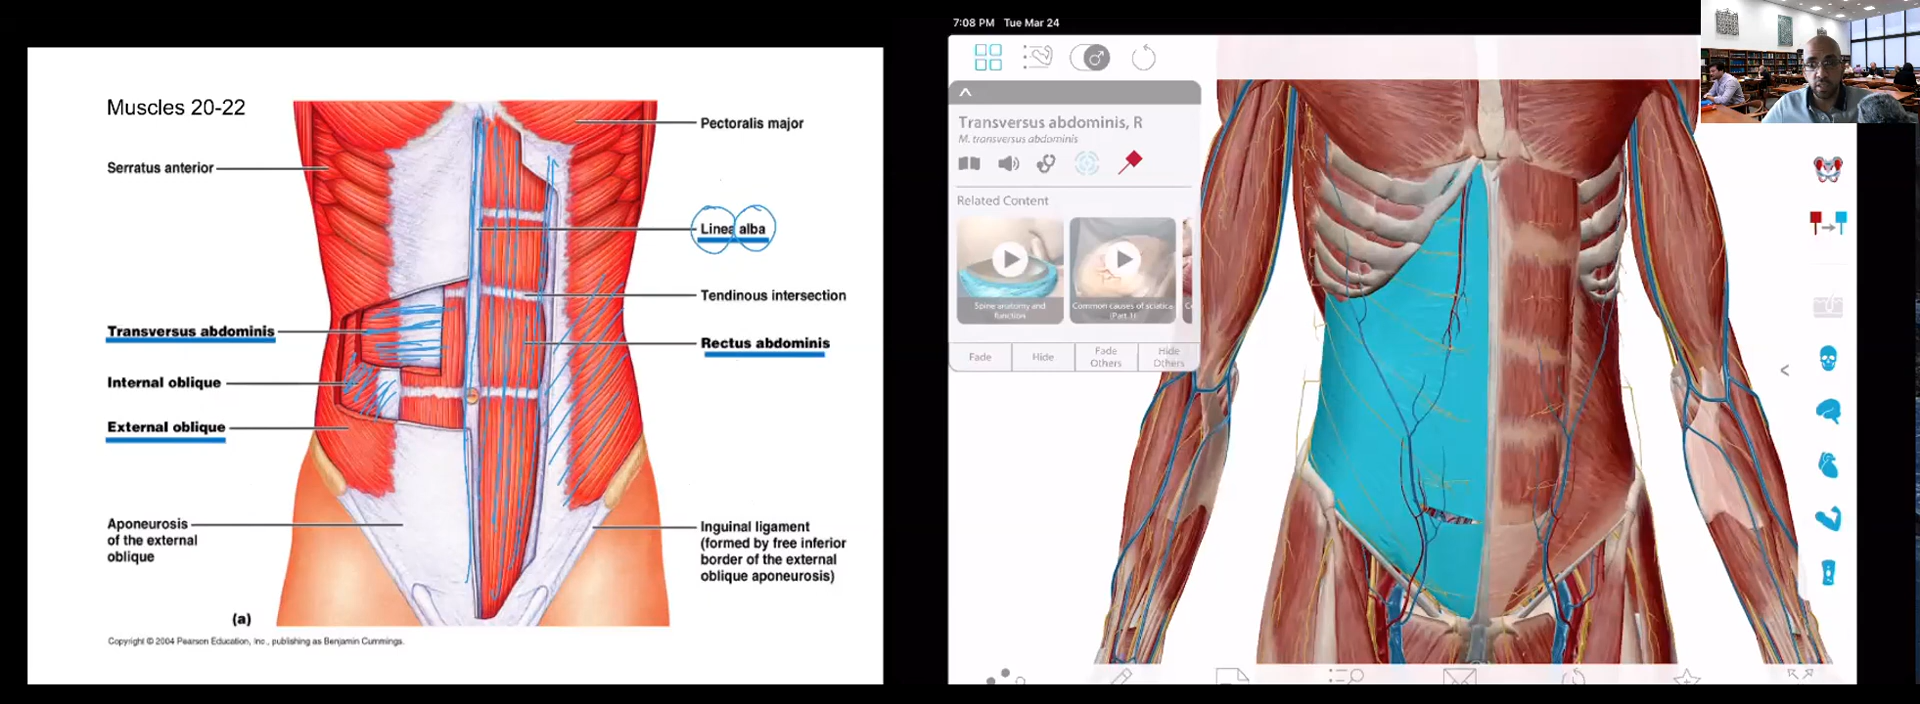 7:08 PM Tue Mar 24
Muscles 20-22
Serratus anterior
Transversus abdominis
Internal oblique
External oblique
Aponeurosis
of the external
oblique
(a)
Pectoralis major
Linea alba
Tendinous intersection
Rectus abdominis
Inguinal ligament
(formed by free inferior
border of the external
oblique aponeurosis)
Copyright © 2004 Pearson Education, Inc., publishing as Benjamin Cummings.
Transversus abdominis, R
M. transversus abdominis
Related Content
Spine anatomy and
function
Common causes of sciatica
(Part 1)
Fade
Hide
Fade
Others
Hide
Others